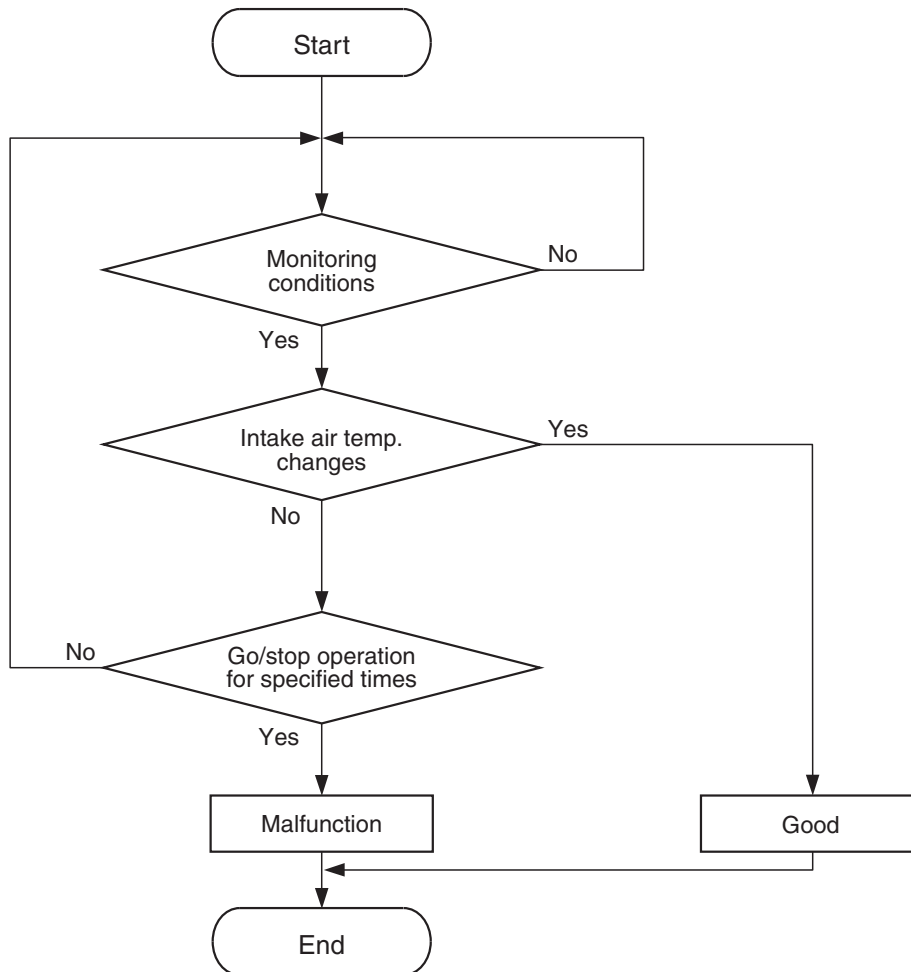 Start
Monitoring
conditions
No
Yes
Intake air temp.
changes
Yes
No
Go/stop operation
for specified times
No
Yes
Malfunction
Good
End